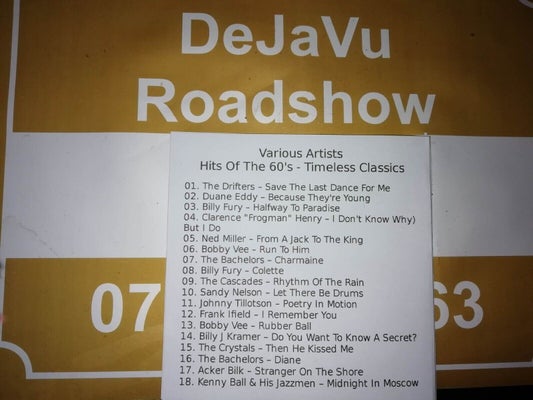 DeJaVu
Roadshow
Various Artists
Hits Of The 60's - Timeless Classics
01. The Drifters – Save The Last Dance For Me
02. Duane Eddy – Because They're Young
03. Billy Fury – Halfway To Paradise
04. Clarence "Frogman" Henry – I Don't Know Why)
But I Do
05. Ned Miller – From A Jack To The King
06. Bobby Vee – Run To Him
07. The Bachelors – Charmaine
08. Billy Fury – Colette
09. The Cascades – Rhythm Of The Rain
10. Sandy Nelson – Let There Be Drums
11. Johnny Tillotson – Poetry In Motion
12. Frank Ifield – I Remember You
13. Bobby Vee – Rubber Ball
14. Billy J Kramer – Do You Want To Know A Secret?
15. The Crystals – Then He Kissed Me
16. The Bachelors – Diane
17. Acker Bilk – Stranger On The Shore
18. Kenny Ball & His Jazzmen – Midnight In Moscow
07 63